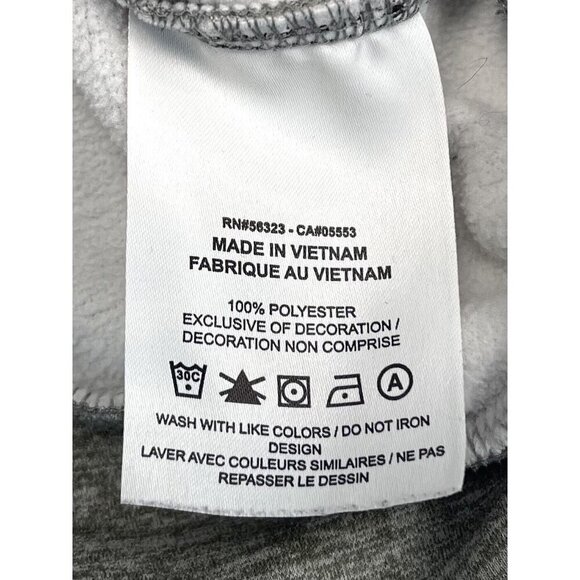 RN#56323 - CA#05553
MADE IN VIETNAM
FABRIQUE AU VIETNAM
100% POLYESTER
EXCLUSIVE OF DECORATION /
DECORATION NON COMPRISE
30C A
WASH WITH LIKE COLORS / DO NOT IRON
DESIGN
LAVER AVEC COULEURS SIMILAIRES / NE PAS
REPASSER LE DESSIN